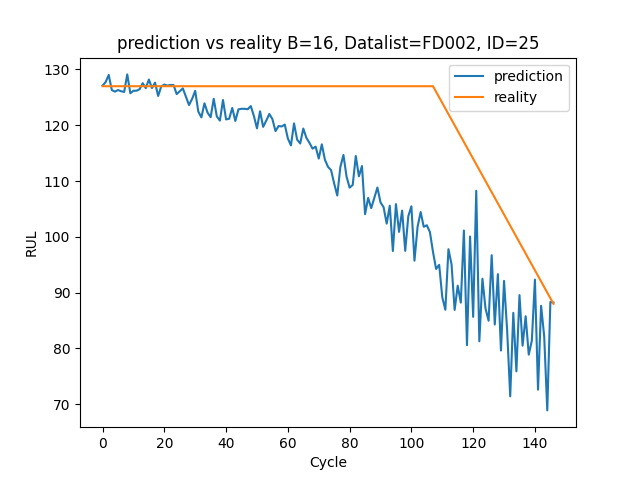 prediction vs reality B=16, Datalist=FD002, ID=25
prediction
reality
RUL
130
120
110
100
90
80
70
0 20 40 60 80 100 120 140
Cycle